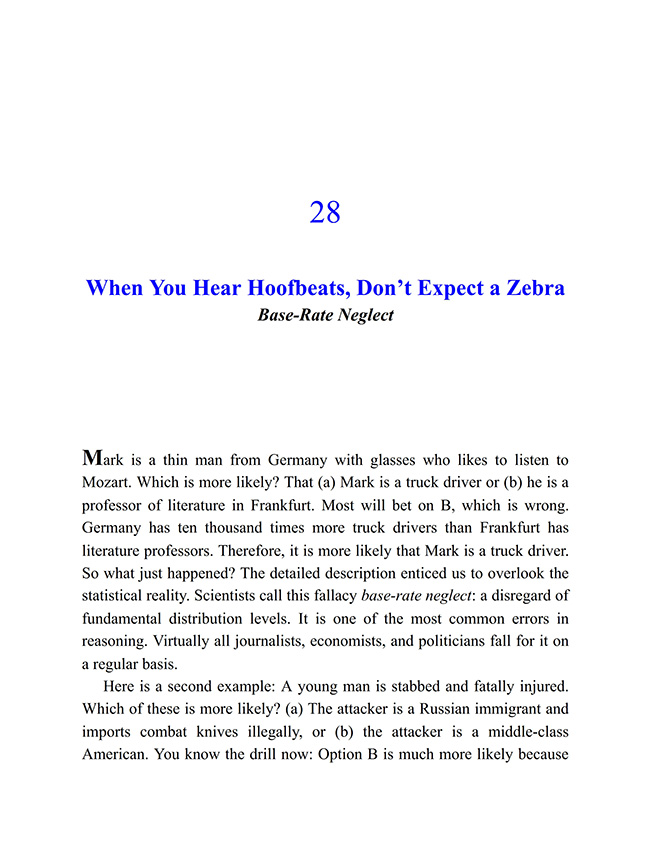 28
When You Hear Hoofbeats, Don’t Expect a Zebra
Base-Rate Neglect
Mark is a thin man from Germany with glasses who likes to listen to
Mozart. Which is more likely? That (a) Mark is a truck driver or (b) he is a
professor of literature in Frankfurt. Most will bet on B, which is wrong.
Germany has ten thousand times more truck drivers than Frankfurt has
literature professors. Therefore, it is more likely that Mark is a truck driver.
So what just happened? The detailed description enticed us to overlook the
statistical reality. Scientists call this fallacy base-rate neglect: a disregard of
fundamental distribution levels. It is one of the most common errors in
reasoning. Virtually all journalists, economists, and politicians fall for it on
a regular basis.
Here is a second example: A young man is stabbed and fatally injured.
Which of these is more likely? (a) The attacker is a Russian immigrant and
imports combat knives illegally, or (b) the attacker is a middle-class
American. You know the drill now: Option B is much more likely because